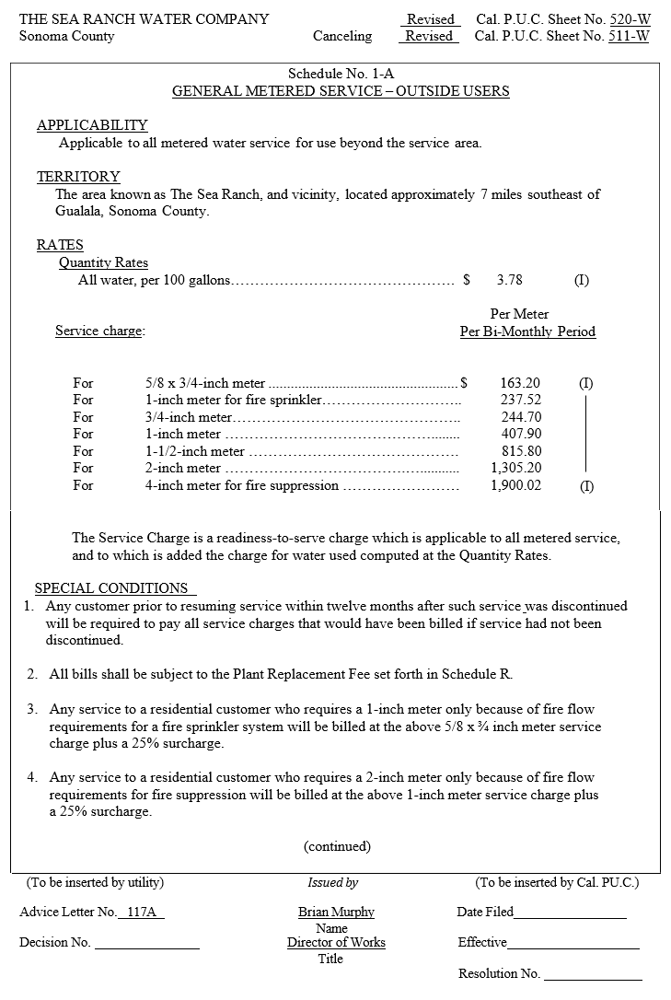 THE SEA RANCH WATER COMPANY Revised Cal. P.U.C. Sheet No. 520-W
Sonoma County Canceling Revised Cal. P.U.C. Sheet No. 511-W
Schedule No. 1-A
GENERAL METERED SERVICE – OUTSIDE USERS
APPLICABILITY
Applicable to all metered water service for use beyond the service area.
TERRITORY
The area known as The Sea Ranch, and vicinity, located approximately 7 miles southeast of
Gualala, Sonoma County.
RATES
Quantity Rates
All water, per 100 gallons………………………………………… $ 3.78 (I)
Per Meter
Service charge: Per Bi-Monthly Period
For 5/8 x 3/4-inch meter ...................................................... $ 163.20 (I)
For 1-inch meter for fire sprinkler……………………….. 237.52
For 3/4-inch meter………………………………………… 244.70
For 1-inch meter ………………………………………........ 407.90
For 1-1/2-inch meter ……………………………………… 815.80
For 2-inch meter ………………………………………........ 1,305.20
For 4-inch meter for fire suppression …………………… 1,900.02 (I)
The Service Charge is a readiness-to-serve charge which is applicable to all metered service,
and to which is added the charge for water used computed at the Quantity Rates.
SPECIAL CONDITIONS
1. Any customer prior to resuming service within twelve months after such service was discontinued
will be required to pay all service charges that would have been billed if service had not been
discontinued.
2. All bills shall be subject to the Plant Replacement Fee set forth in Schedule R.
3. Any service to a residential customer who requires a 1-inch meter only because of fire flow
requirements for a fire sprinkler system will be billed at the above 5/8 x ¾ inch meter service
charge plus a 25% surcharge.
4. Any service to a residential customer who requires a 2-inch meter only because of fire flow
requirements for fire suppression will be billed at the above 1-inch meter service charge plus
a 25% surcharge.
(continued)
(To be inserted by utility) Issued by (To be inserted by Cal. PU.C.)
Advice Letter No. 117A Brian Murphy Date Filed
Name
Decision No. Director of Works Effective
Title
Resolution No.